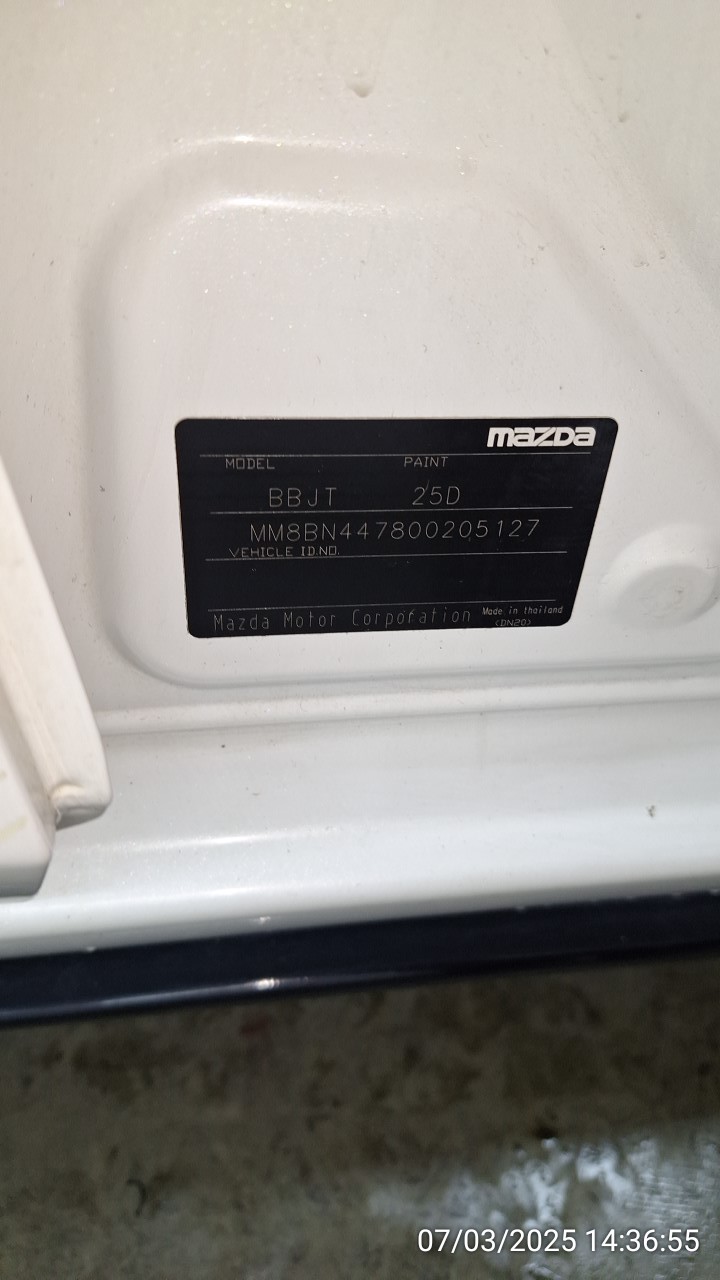 mazda
MODEL PAINT
BBJT 25D
MM8BN447800205127
VEHICLE ID.NO.
Mazda Motor Corporation Made in thailand
(DN20)
07/03/2025 14:36:55